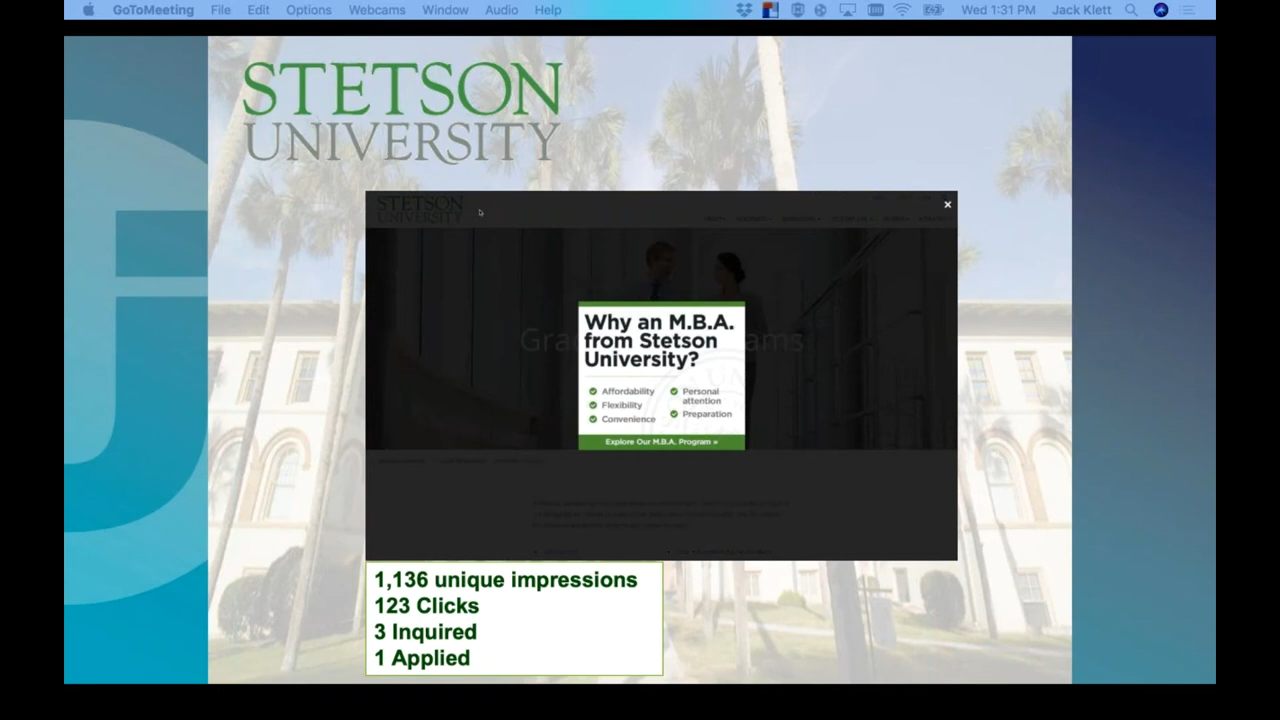 GoToMeeting File Edit Options Webcams Window Audio Help Wed 1:31 PM Jack Klett
STETSON
UNIVERSITY
STETSON
UNIVERSITY
Why an M.B.A.
from Stetson
University?
Affordability
Flexibility
Convenience
Personal
attention
Preparation
Explore Our M.B.A. Program »
1,136 unique impressions
123 Clicks
3 Inquired
1 Applied